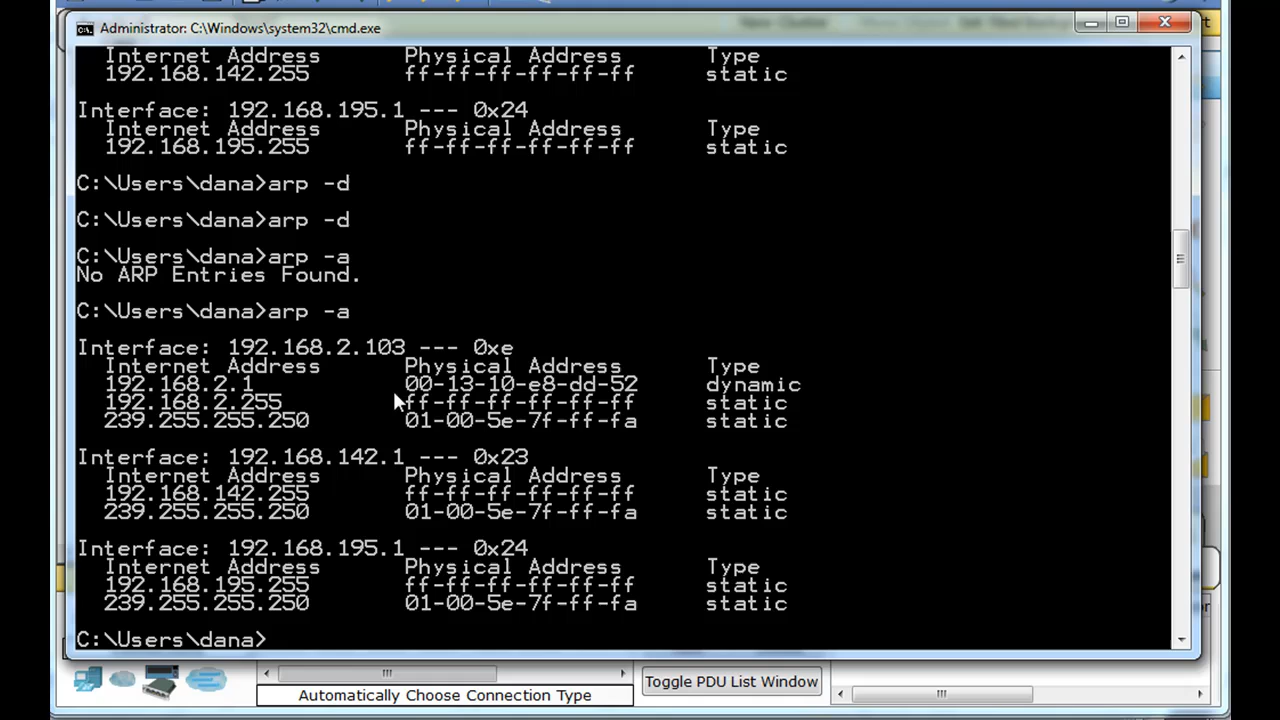 Administrator: C:\Windows\system32\cmd.exe
Internet Address Physical Address Type
192.168.142.255 ff-ff-ff-ff-ff-ff static
Interface: 192.168.195.1 --- 0x24
Internet Address Physical Address Type
192.168.195.255 ff-ff-ff-ff-ff-ff static
C:\Users\dana>arp -d
C:\Users\dana>arp -d
C:\Users\dana>arp -a
No ARP Entries Found.
C:\Users\dana>arp -a
Interface: 192.168.2.103 --- 0xe
Internet Address Physical Address Type
192.168.2.1 00-13-10-e8-dd-52 dynamic
192.168.2.255 ff-ff-ff-ff-ff-ff static
239.255.255.250 01-00-5e-7f-ff-fa static
Interface: 192.168.142.1 --- 0x23
Internet Address Physical Address Type
192.168.142.255 ff-ff-ff-ff-ff-ff static
239.255.255.250 01-00-5e-7f-ff-fa static
Interface: 192.168.195.1 --- 0x24
Internet Address Physical Address Type
192.168.195.255 ff-ff-ff-ff-ff-ff static
239.255.255.250 01-00-5e-7f-ff-fa static
C:\Users\dana>
Toggle PDU List Window
Automatically Choose Connection Type